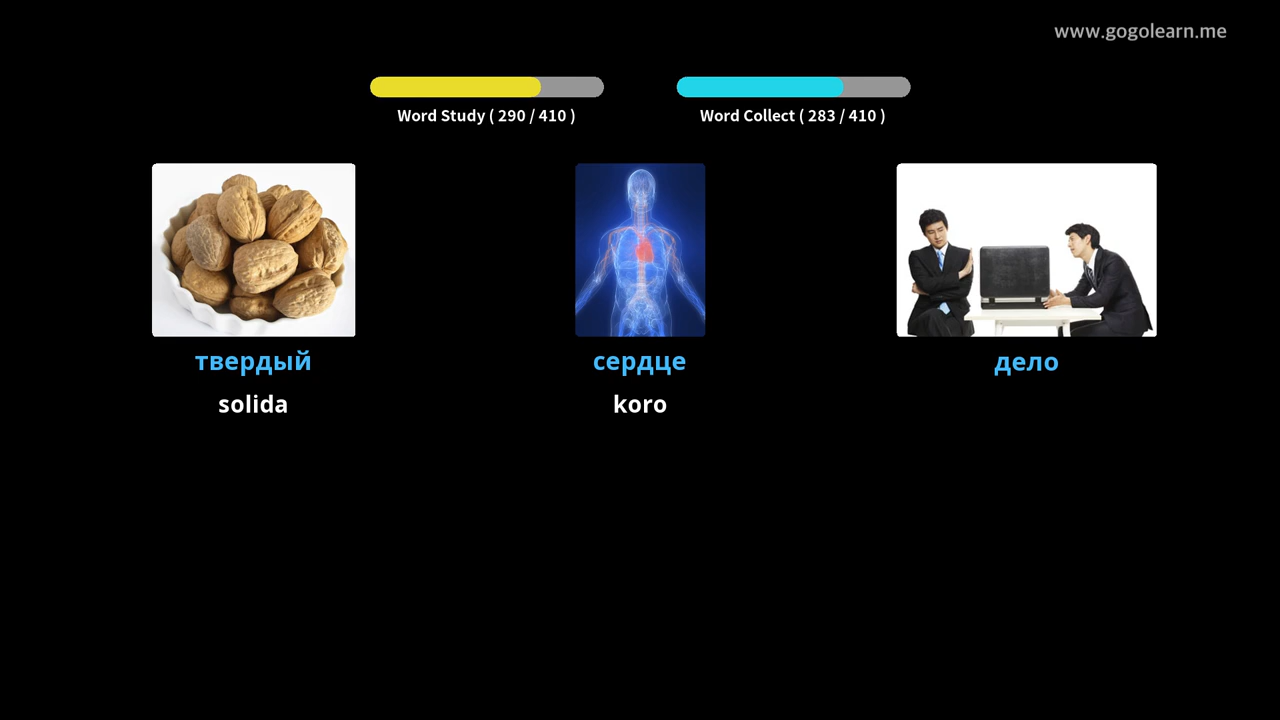 www.gogolearn.me
Word Study ( 290 / 410 )
Word Collect ( 283 / 410 )
твердый
сердце
дело
solida
koro